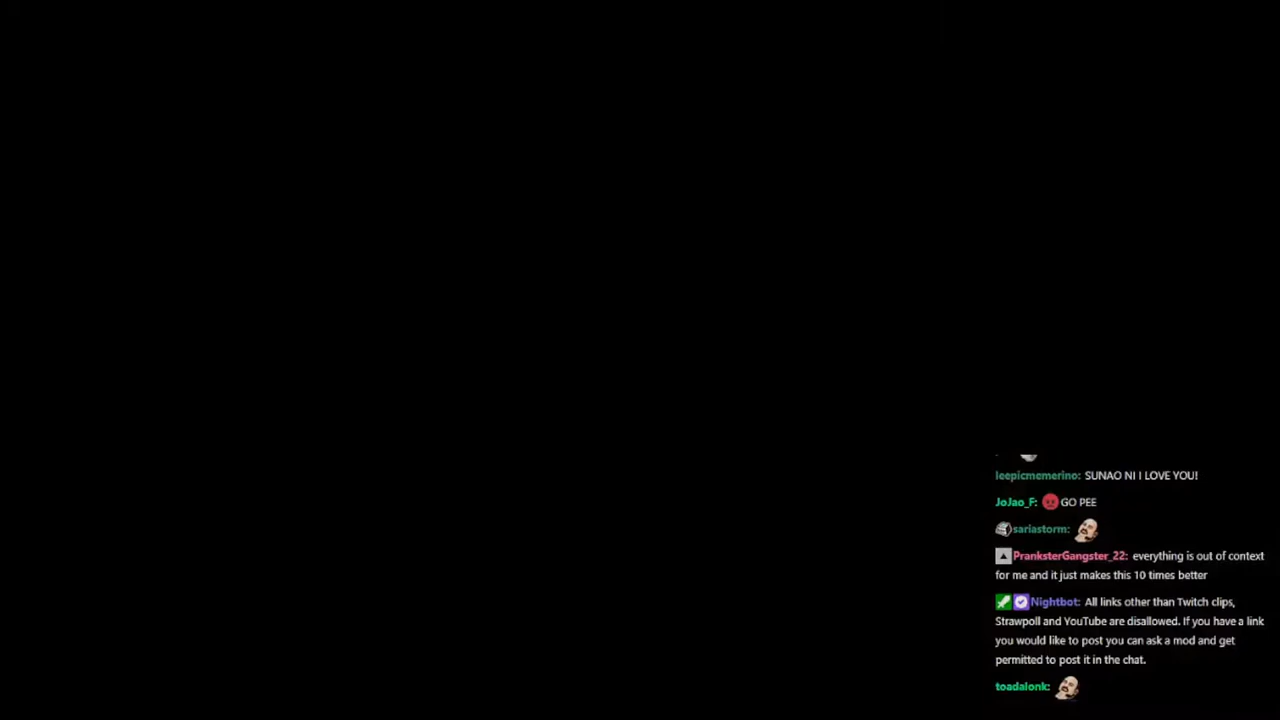 leepicmemerino: SUNAO NI I LOVE YOU!
JoJao_F: GO PEE
sariastorm:
PranksterGangster_22: everything is out of context
for me and it just makes this 10 times better
Nightbot: All links other than Twitch clips,
Strawpoll and YouTube are disallowed. If you have a link
you would like to post you can ask a mod and get
permitted to post it in the chat.
toadalonk: